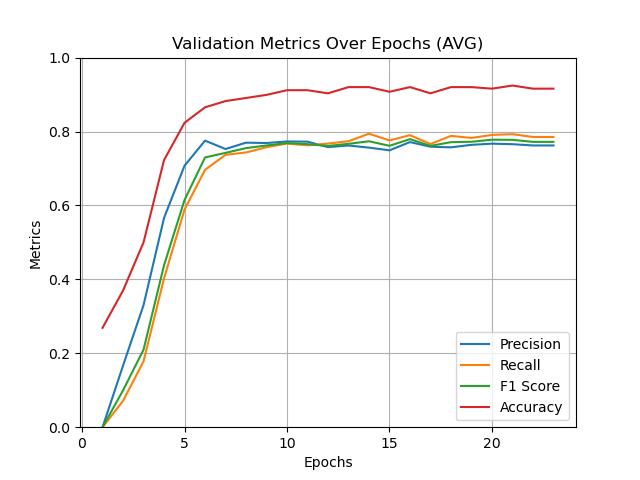 Validation Metrics Over Epochs (AVG)
1.0
0.8
0.6
0.4
0.2
0.0
Metrics
0
5
10
15
20
Epochs
Precision
Recall
F1 Score
Accuracy